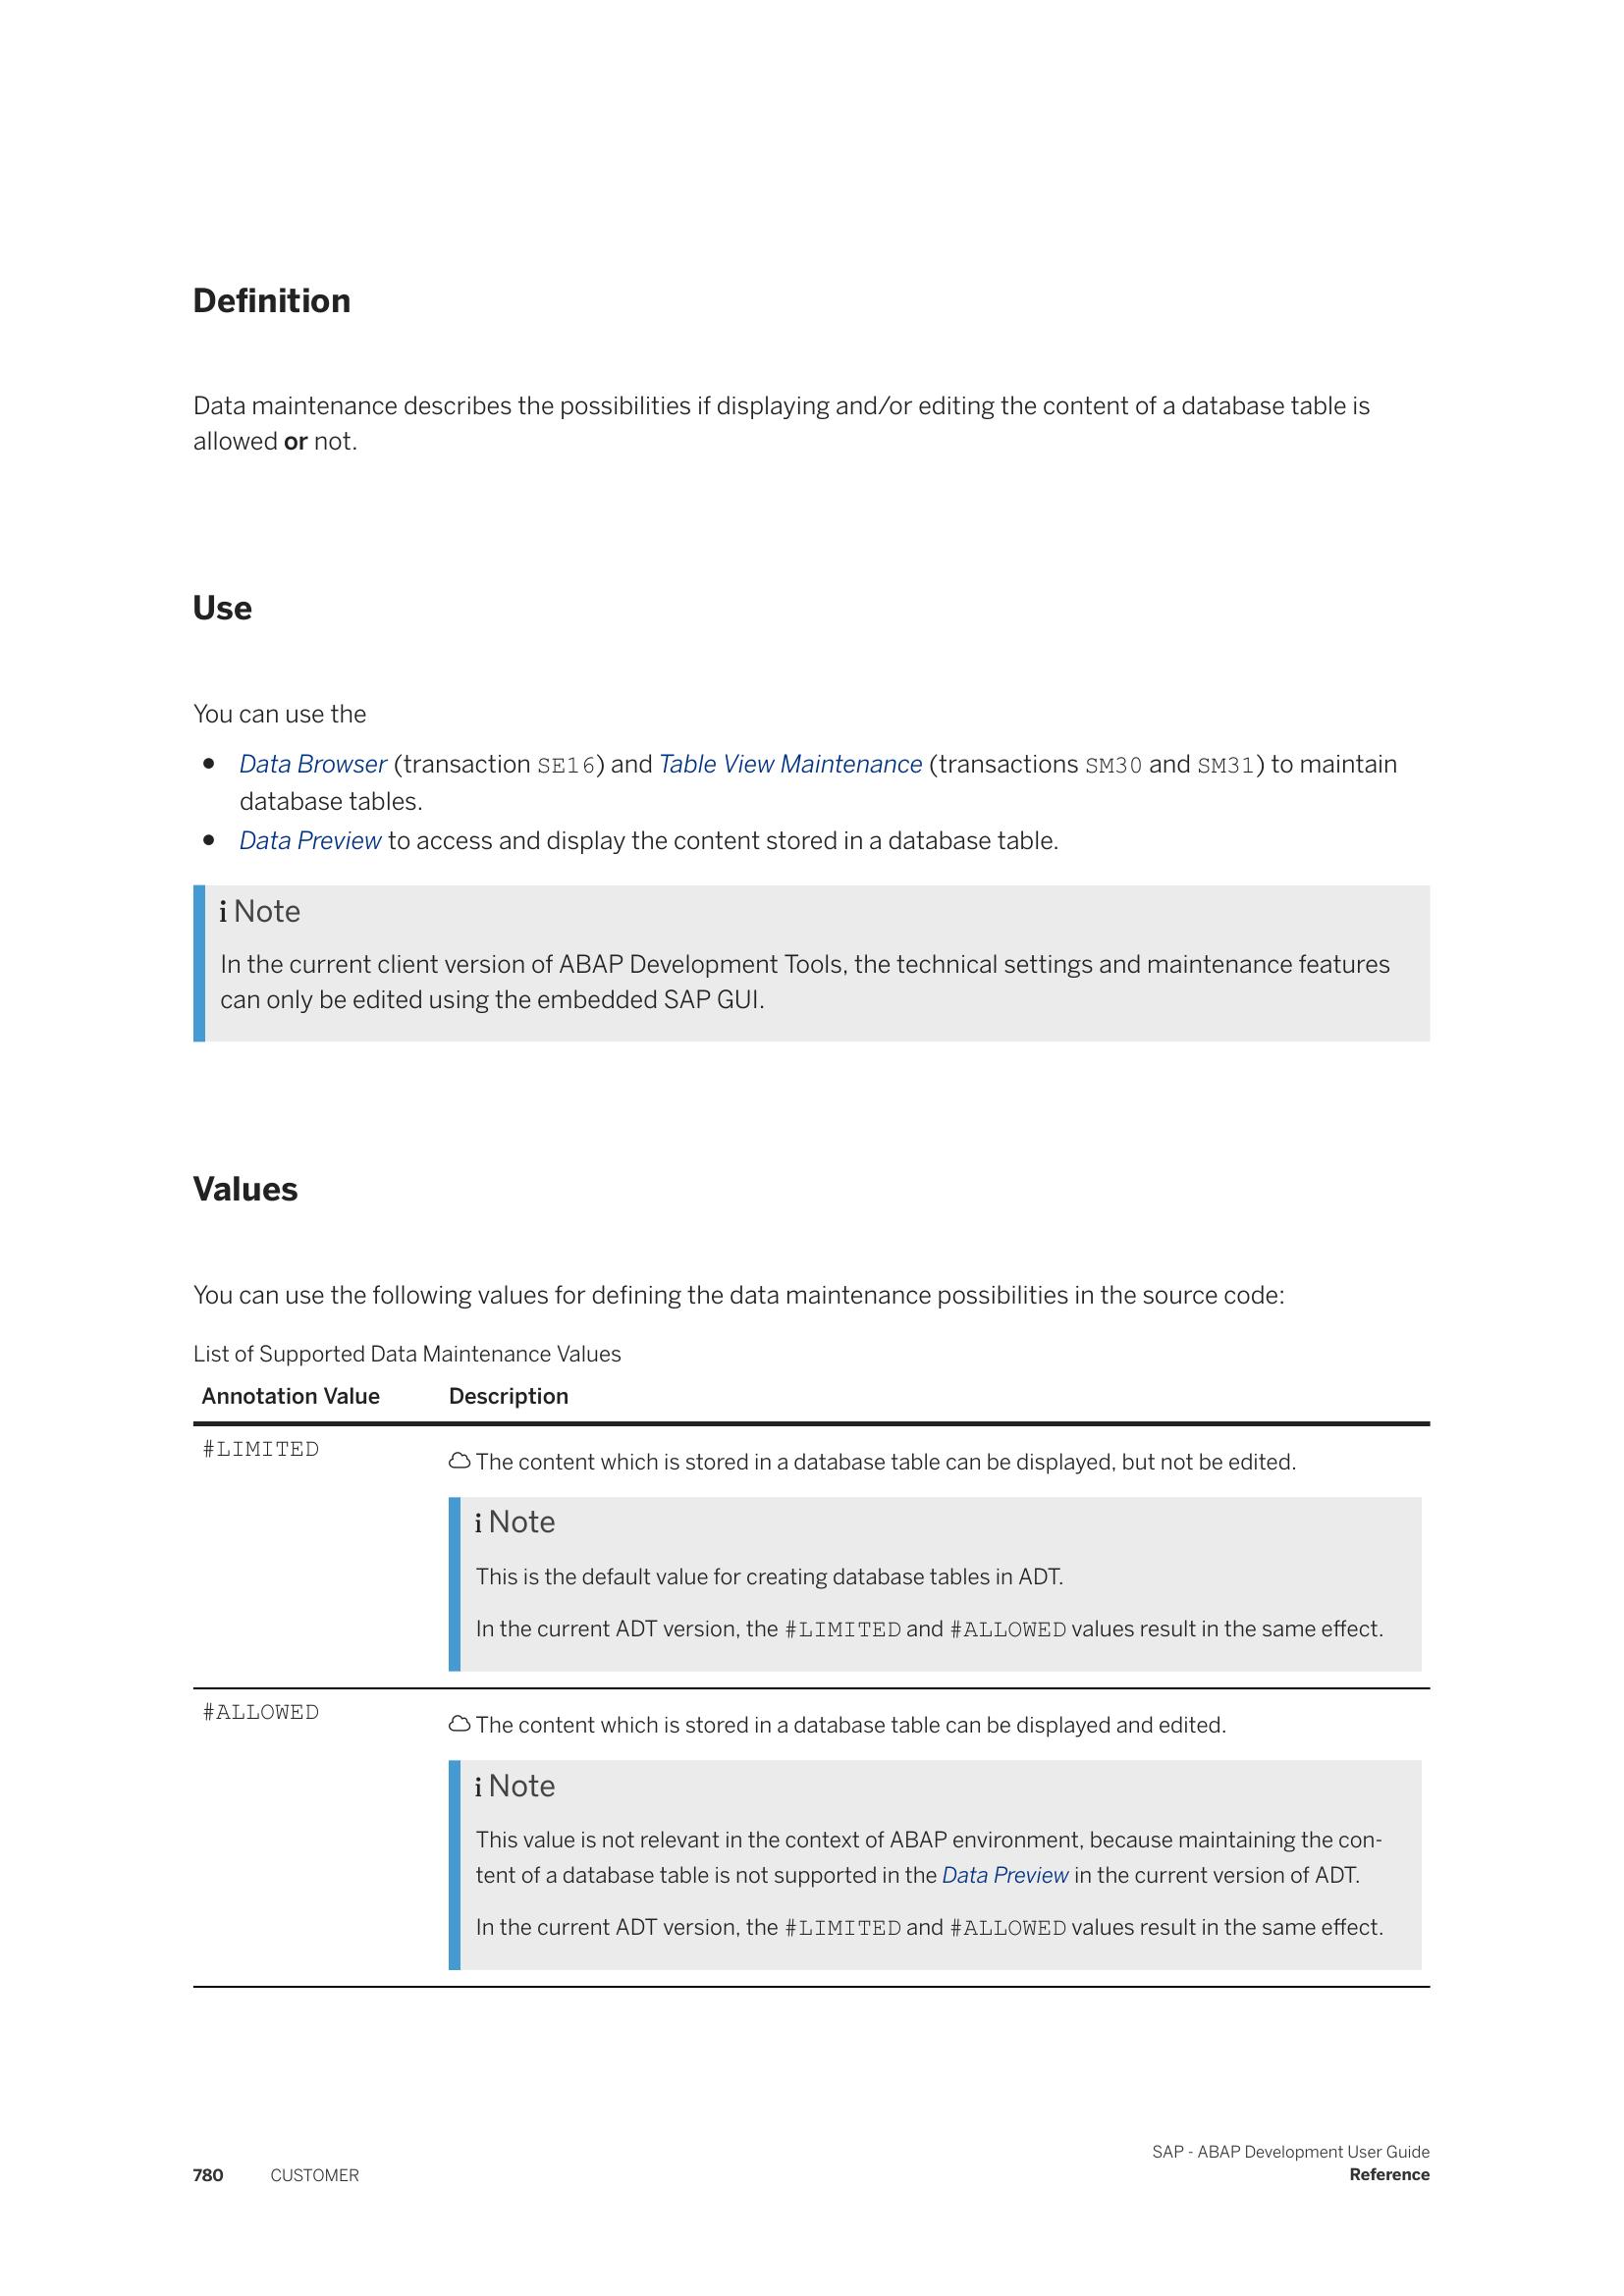 Definition
Data maintenance describes the possibilities if displaying and/or editing the content of a database table is
allowed or not.
Use
You can use the
• Data Browser (transaction SE16) and Table View Maintenance (transactions SM30 and SM31) to maintain
database tables.
• Data Preview to access and display the content stored in a database table.
i Note
In the current client version of ABAP Development Tools, the technical settings and maintenance features
can only be edited using the embedded SAP GUI.
Values
You can use the following values for defining the data maintenance possibilities in the source code:
List of Supported Data Maintenance Values
Annotation Value Description
#LIMITED
The content which is stored in a database table can be displayed, but not be edited.
i Note
This is the default value for creating database tables in ADT.
In the current ADT version, the #LIMITED and #ALLOWED values result in the same effect.
#ALLOWED
The content which is stored in a database table can be displayed and edited.
i Note
This value is not relevant in the context of ABAP environment, because maintaining the con-
tent of a database table is not supported in the Data Preview in the current version of ADT.
In the current ADT version, the #LIMITED and #ALLOWED values result in the same effect.
SAP - ABAP Development User Guide
780 CUSTOMER Reference